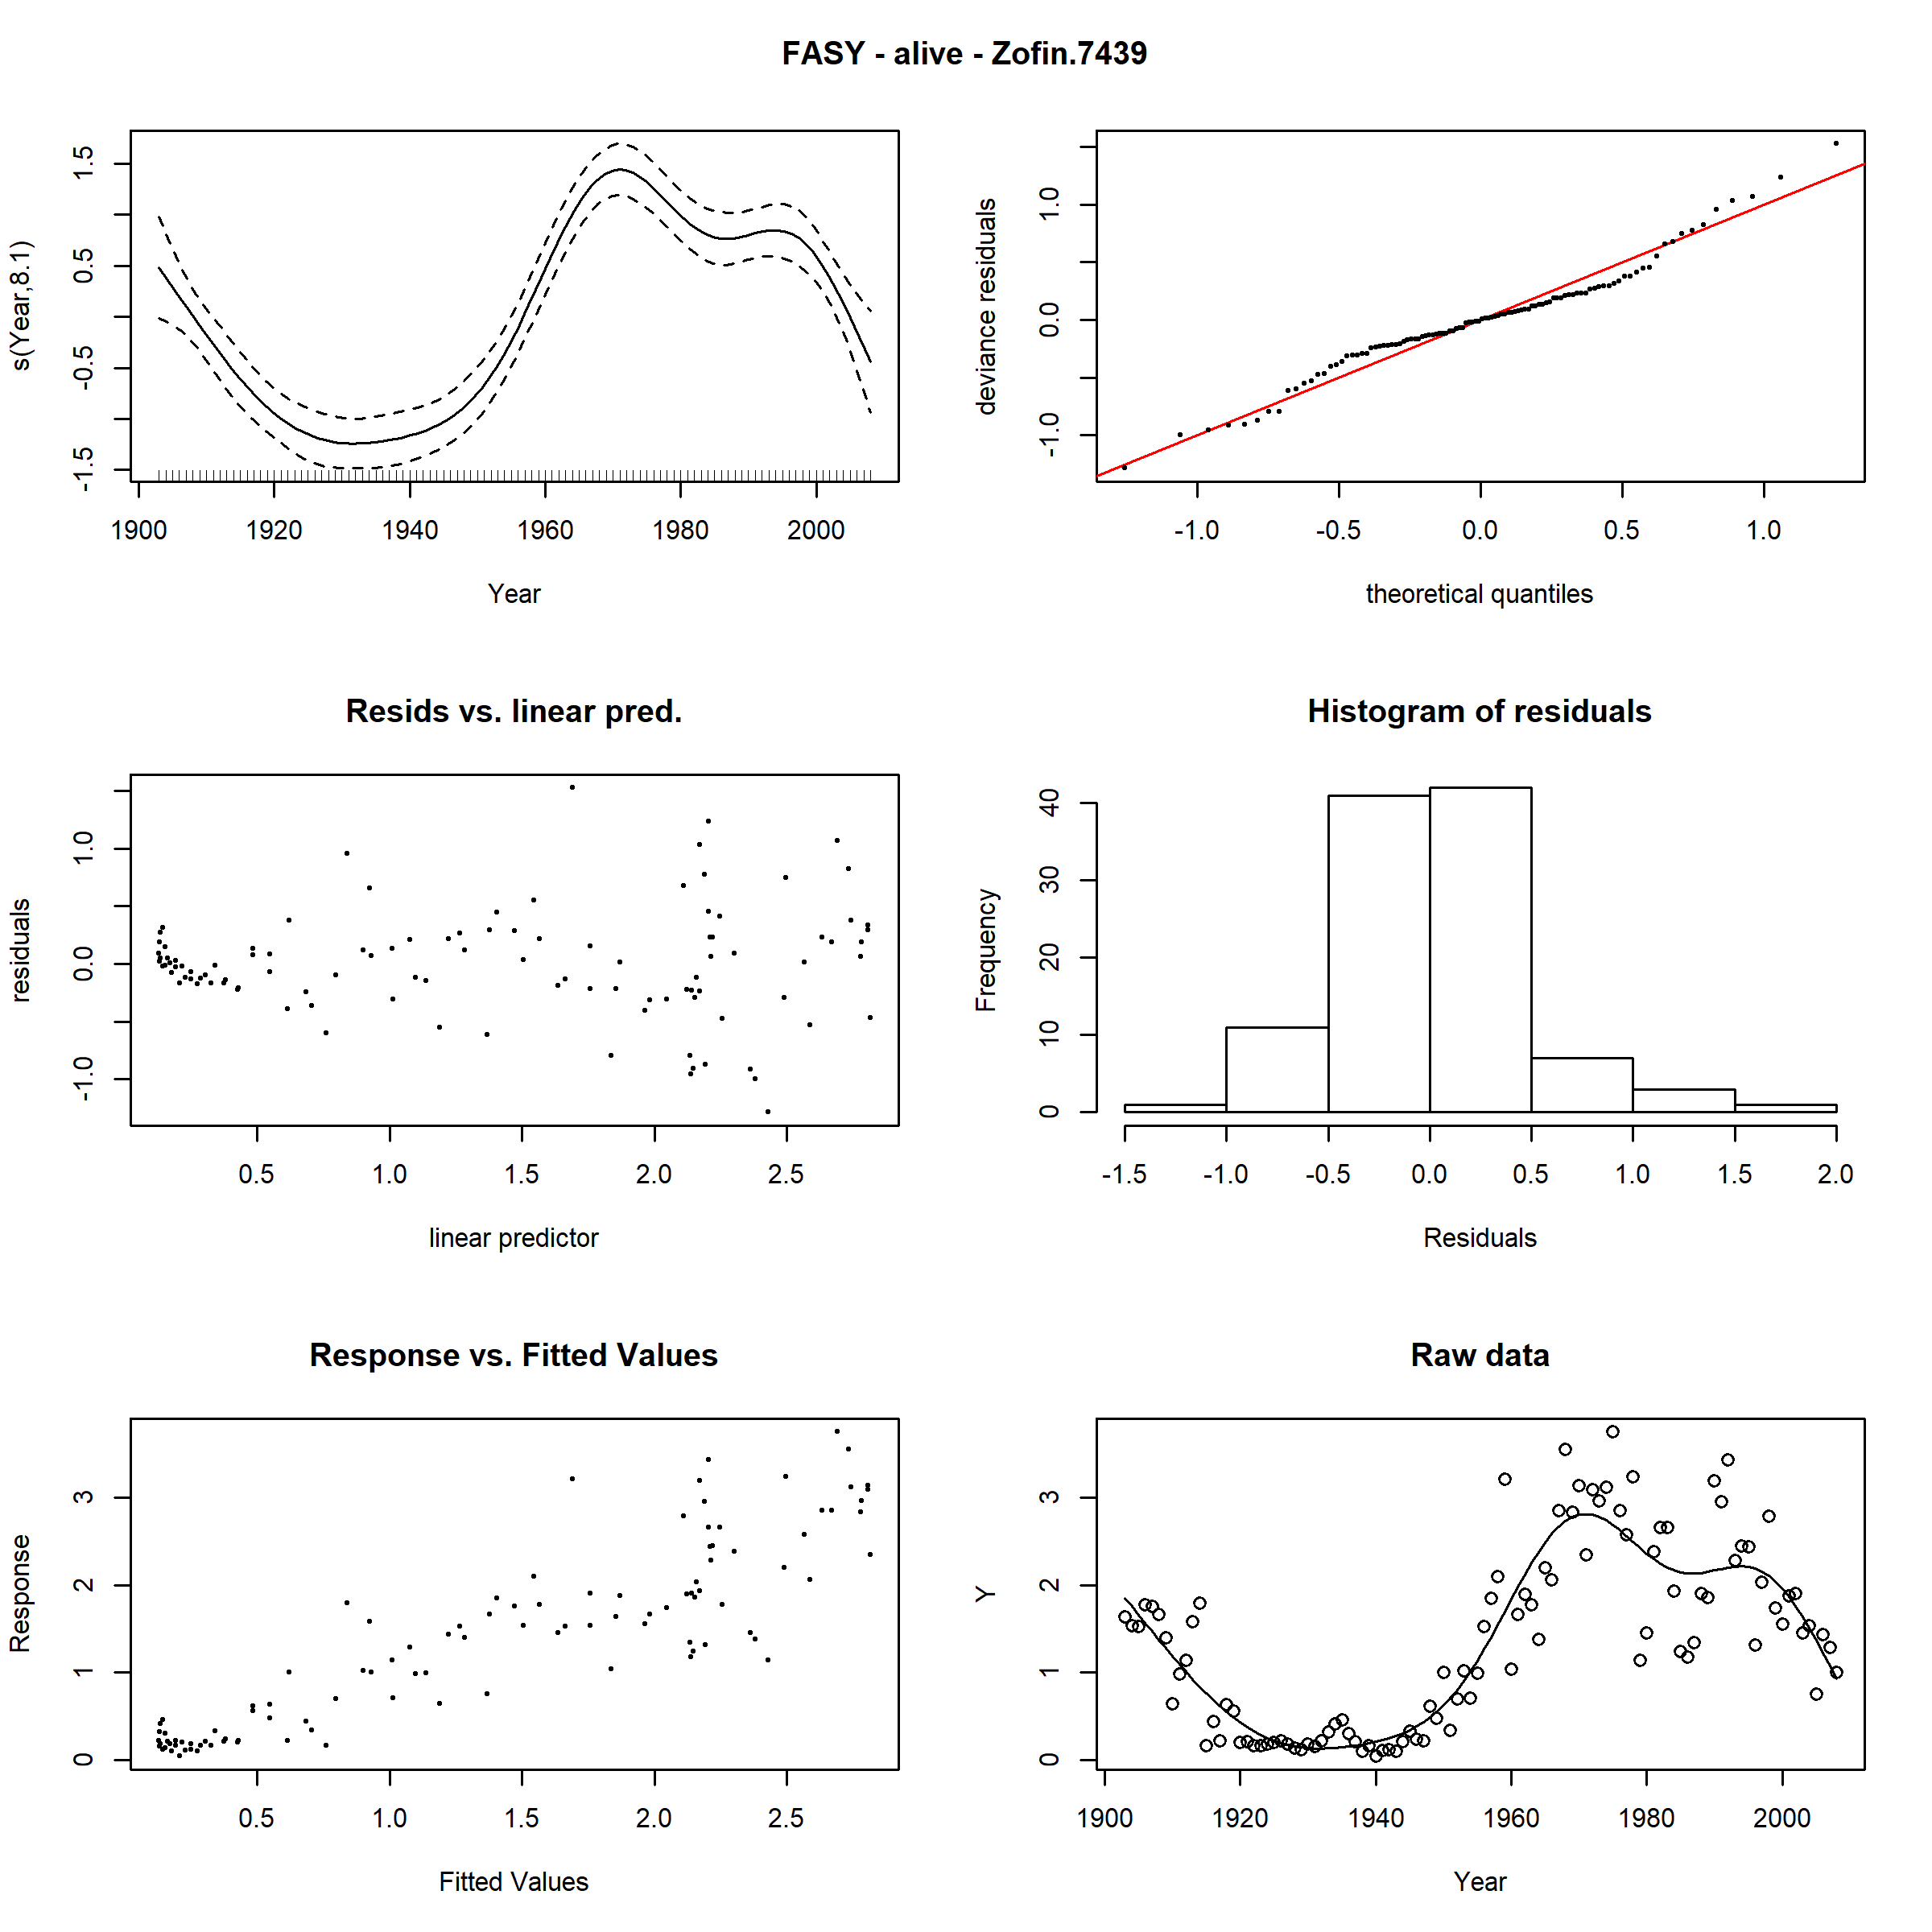 FASY - alive - Zofin.7439
s(Year,8.1)
1.5
0.5
-0.5
-1.5
1900 1920 1940 1960 1980 2000
Year
deviance residuals
1.0
0.0
-1.0
-1.0 -0.5 0.0 0.5 1.0
theoretical quantiles
Resids vs. linear pred.
residuals
1.0
0.0
-1.0
0.5 1.0 1.5 2.0 2.5
linear predictor
Histogram of residuals
Frequency
40
30
20
10
0
-1.5 -1.0 -0.5 0.0 0.5 1.0 1.5 2.0
Residuals
Response vs. Fitted Values
Response
3
2
1
0
0.5 1.0 1.5 2.0 2.5
Fitted Values
Raw data
Y
3
2
1
0
1900 1920 1940 1960 1980 2000
Year